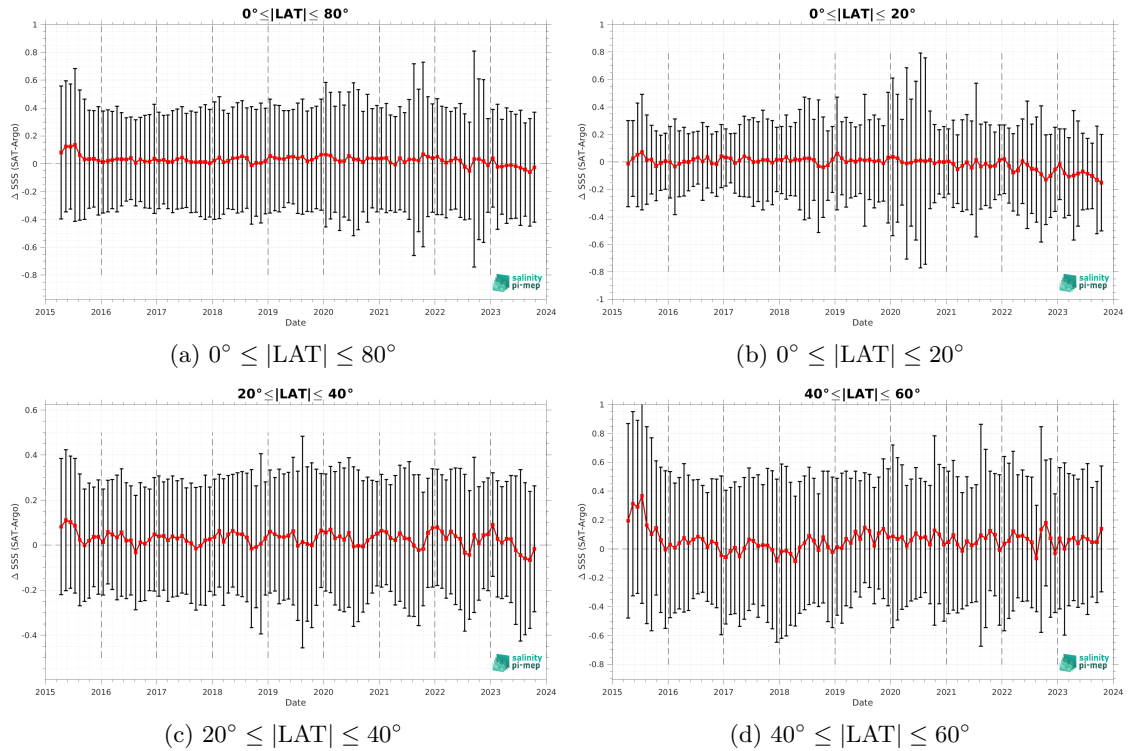 0°≤|LAT|≤ 80°
1
0.8
0.6
0.4
0.2
0
-0.2
-0.4
-0.6
-0.8
Δ SSS (SAT-Argo)
2015 2016 2017 2018 2019 2020 2021 2022 2023 2024
Date
salinity
pi-mep
(a) 0° ≤ |LAT| ≤ 80°
0°≤|LAT|≤ 20°
1
0.8
0.6
0.4
0.2
0
-0.2
-0.4
-0.6
-0.8
-1
Δ SSS (SAT-Argo)
2015 2016 2017 2018 2019 2020 2021 2022 2023 2024
Date
salinity
pi-mep
(b) 0° ≤ |LAT| ≤ 20°
20°≤|LAT|≤ 40°
0.6
0.4
0.2
0
-0.2
-0.4
Δ SSS (SAT-Argo)
2015 2016 2017 2018 2019 2020 2021 2022 2023 2024
Date
salinity
pi-mep
(c) 20° ≤ |LAT| ≤ 40°
40°≤|LAT|≤ 60°
1
0.8
0.6
0.4
0.2
0
-0.2
-0.4
-0.6
-0.8
Δ SSS (SAT-Argo)
2015 2016 2017 2018 2019 2020 2021 2022 2023 2024
Date
salinity
pi-mep
(d) 40° ≤ |LAT| ≤ 60°